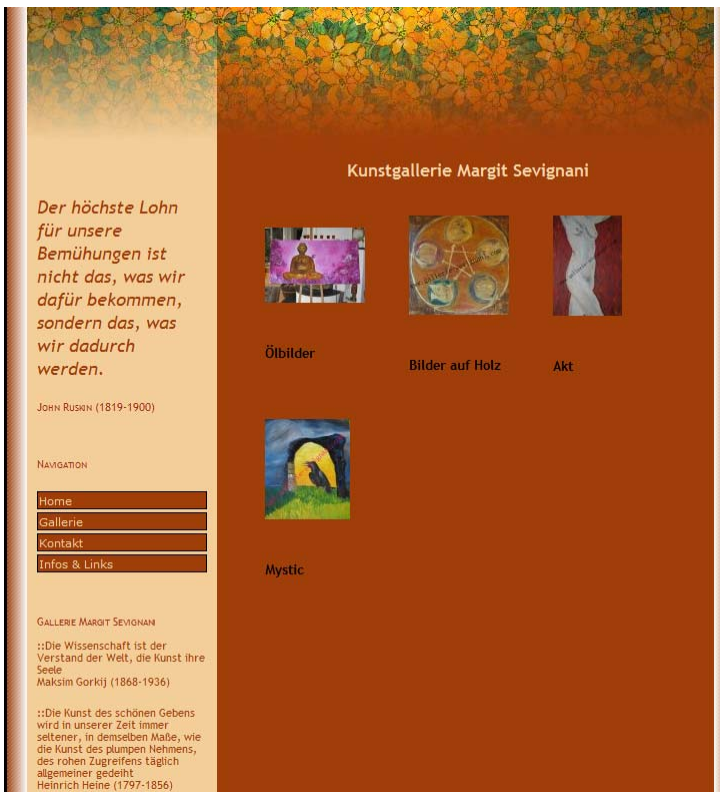 Kunstgallerie Margit Sevignani
Der höchste Lohn
für unsere
Bemühungen ist
nicht das, was wir
dafür bekommen,
sondern das, was
wir dadurch
werden.
John Ruskin (1819-1900)
Navigation
Home
Gallerie
Kontakt
Infos & Links
Gallerie Margit Sevignani
::Die Wissenschaft ist der
Verstand der Welt, die Kunst ihre
Seele
Maksim Gorkij (1868-1936)
::Die Kunst des schönen Gebens
wird in unserer Zeit immer
seltener, in demselben Maße, wie
die Kunst des plumpen Nehmens,
des rohen Zugreifens täglich
allgemeiner gedeiht
Heinrich Heine (1797-1856)
Ölbilder
Bilder auf Holz
Akt
Mystic